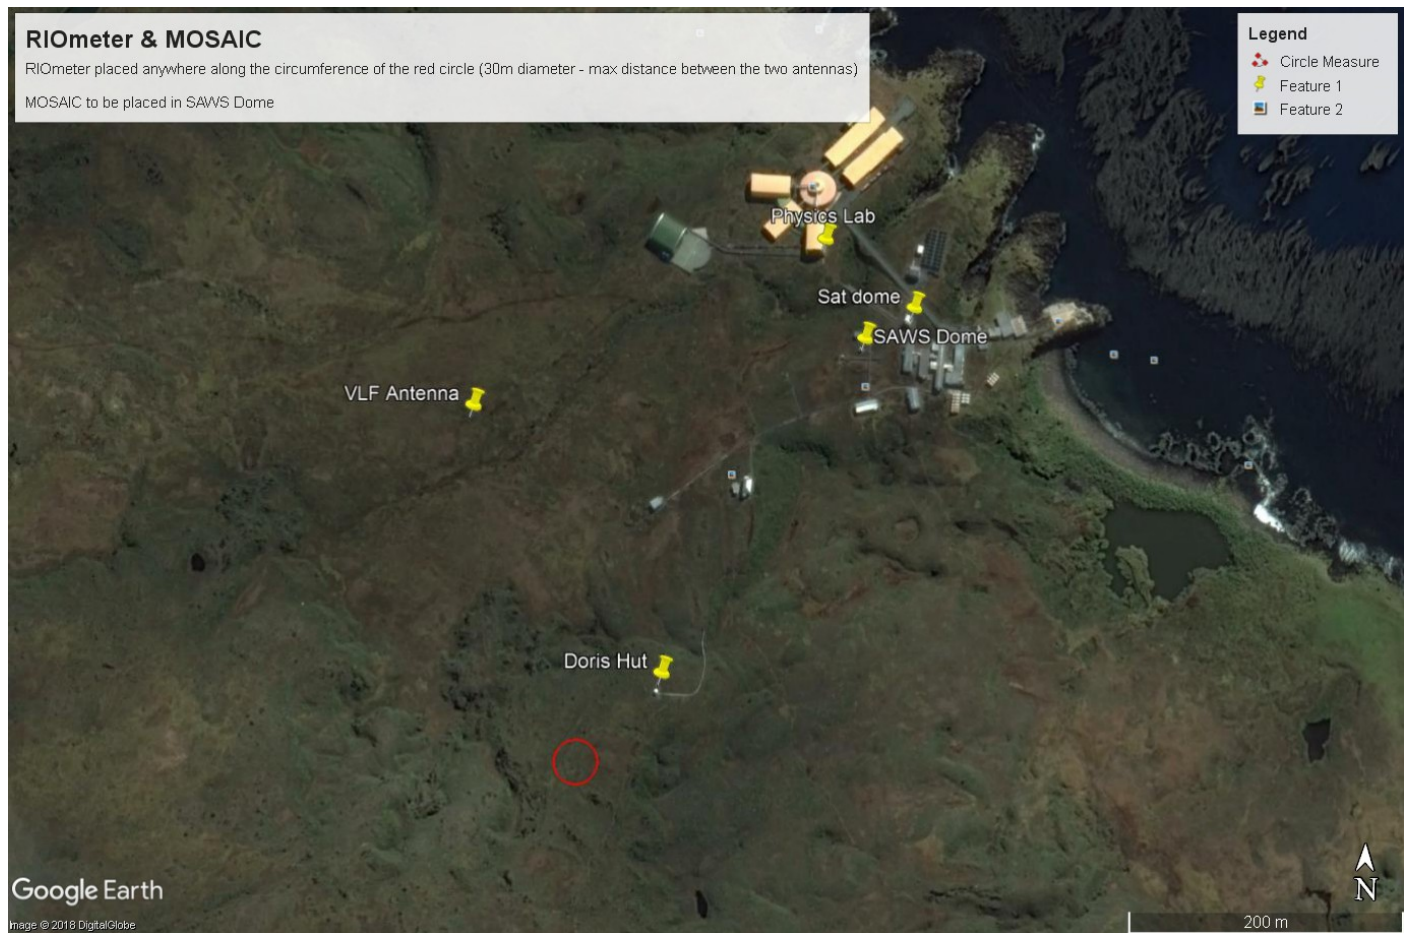 RIOmeter & MOSAIC
RIOmeter placed anywhere along the circumference of the red circle (30m diameter - max distance between the two antennas)
MOSAIC to be placed in SAWS Dome
Legend
Circle Measure
Feature 1
Feature 2
Physics Lab
Sat dome
SAWS Dome
VLF Antenna
Doris Hut
Google Earth
N
Image © 2018 DigitalGlobe
200 m